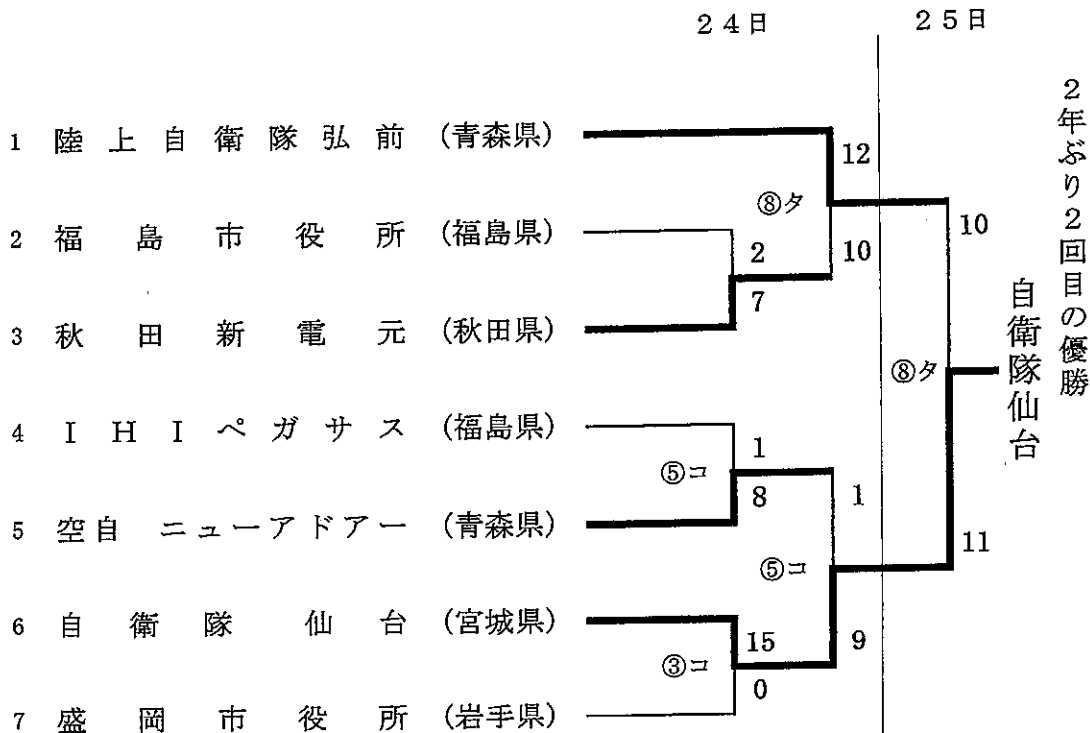 24日 25日
1 陸上自衛隊弘前 (青森県)
2 福島市役所 (福島県)
3 秋田新電元 (秋田県)
4 IHIペガサス (福島県)
5 空自 ニューアドアー (青森県)
6 自衛隊 仙台 (宮城県)
7 盛岡市役所 (岩手県)
12
⑧タ
10
2
7
1
⑤コ
8
15
③コ
0
1
⑤コ
9
10
⑧タ
11
自衛隊仙台
2年ぶり2回目の優勝